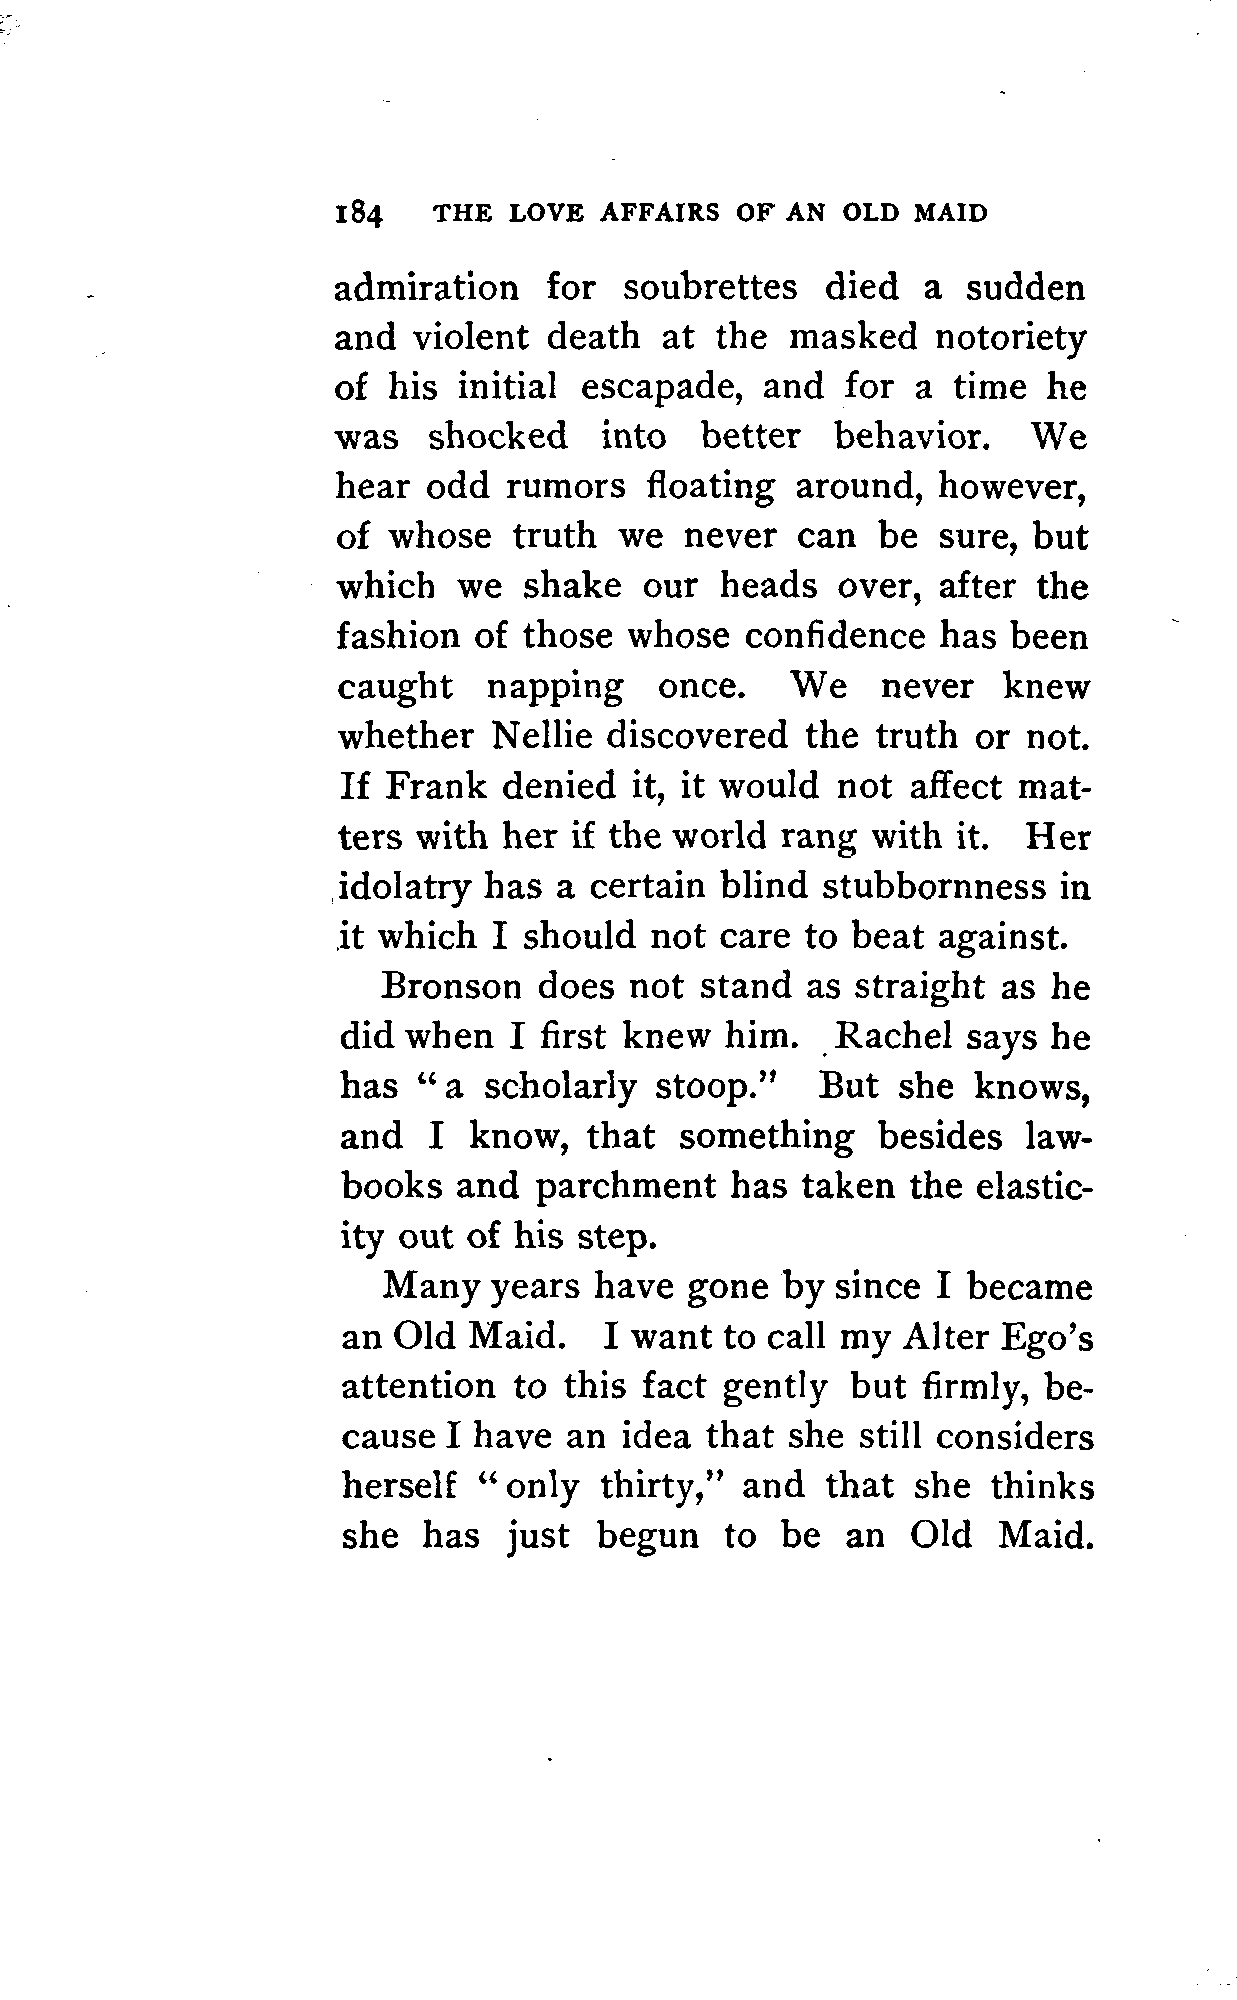 184 THE LOVE AFFAIRS OF AN OLD MAID
admiration for soubrettes died a sudden
and violent death at the masked notoriety
of his initial escapade, and for a time he
was shocked into better behavior. We
hear odd rumors floating around, however,
of whose truth we never can be sure, but
which we shake our heads over, after the
fashion of those whose confidence has been
caught napping once. We never knew
whether Nellie discovered the truth or not.
If Frank denied it, it would not affect mat-
ters with her if the world rang with it. Her
idolatry has a certain blind stubbornness in
it which I should not care to beat against.
Bronson does not stand as straight as he
did when I first knew him. Rachel says he
has “a scholarly stoop.” But she knows,
and I know, that something besides law-
books and parchment has taken the elastic-
ity out of his step.
Many years have gone by since I became
an Old Maid. I want to call my Alter Ego's
attention to this fact gently but firmly, be-
cause I have an idea that she still considers
herself “only thirty,” and that she thinks
she has just begun to be an Old Maid.